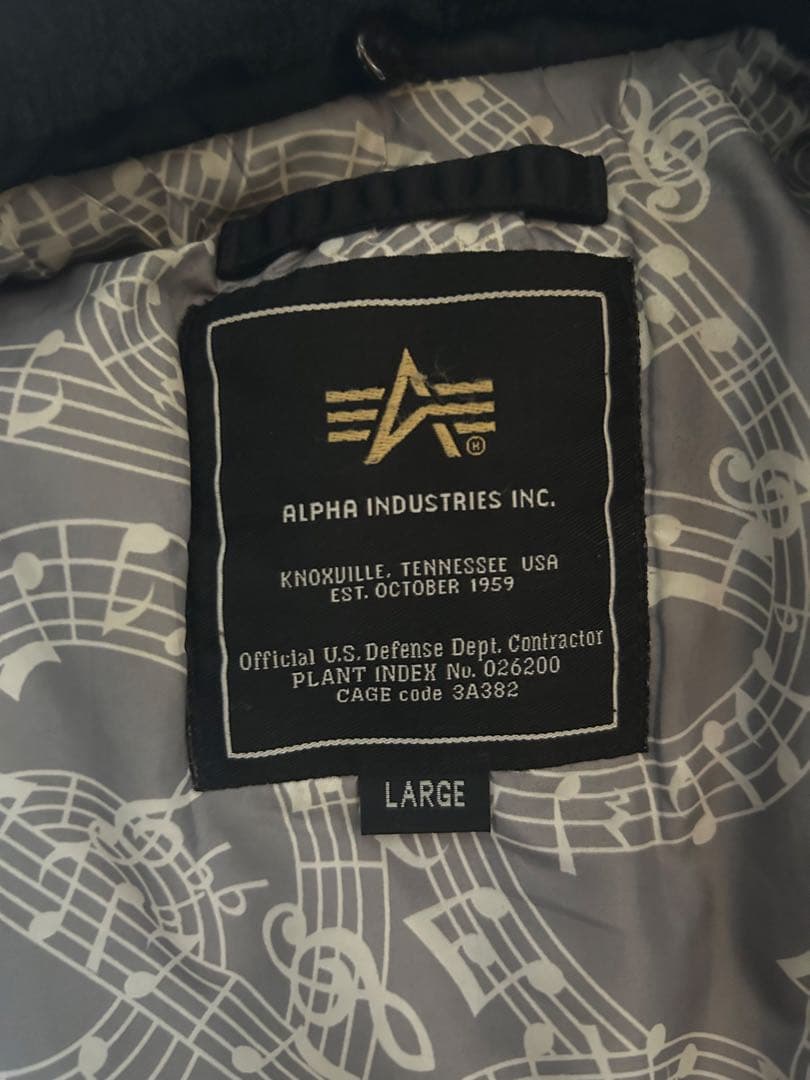 ALPHA INDUSTRIES INC.
KNOXVILLE, TENNESSEE USA
EST. OCTOBER 1959
Official U.S. Defense Dept. Contractor
PLANT INDEX No. 026200
CAGE code 3A382
LARGE